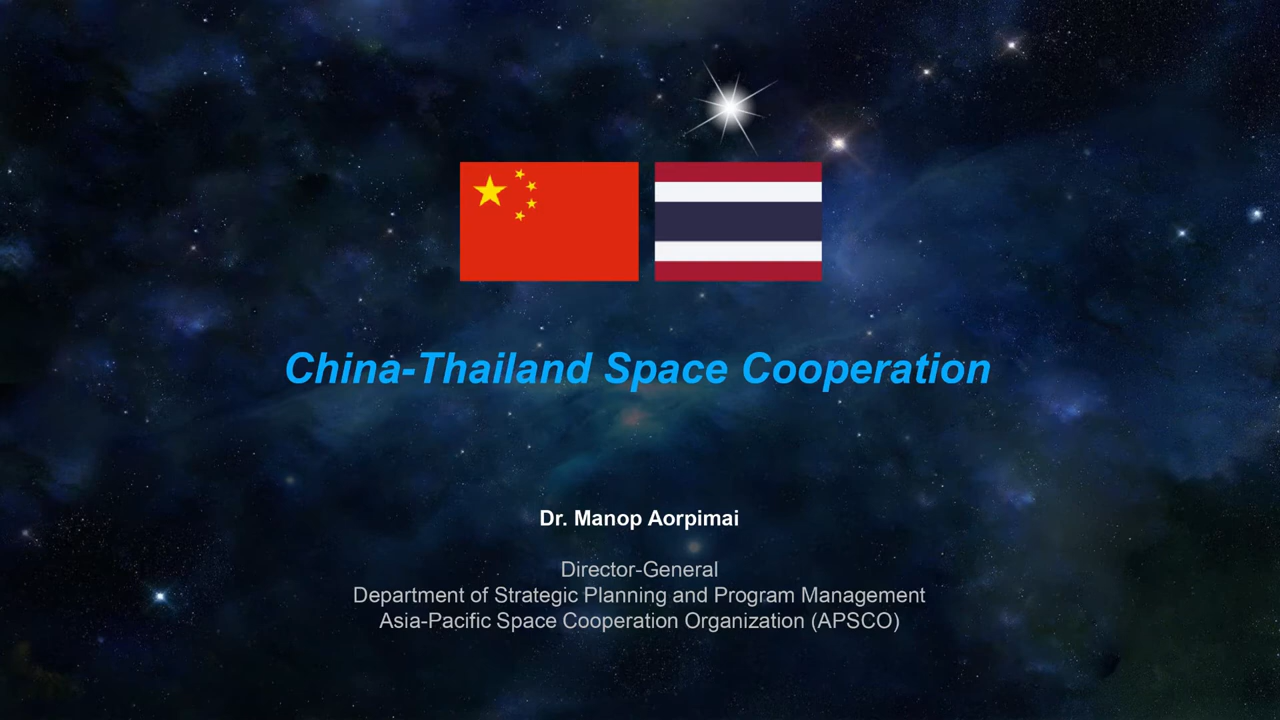 China-Thailand Space Cooperation
Dr. Manop Aorpimai
Director-General
Department of Strategic Planning and Program Management
Asia-Pacific Space Cooperation Organization (APSCO)